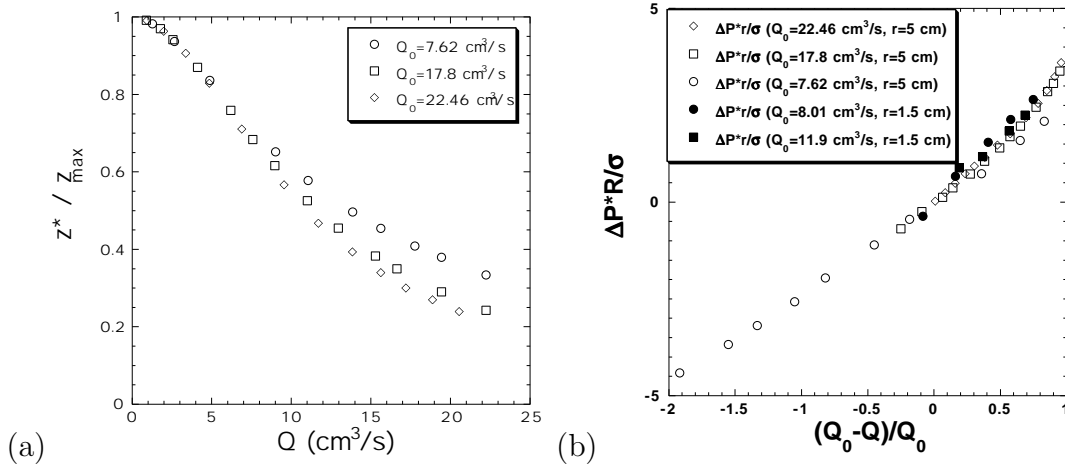 (a)
z* / z_max
1
0.8
0.6
0.4
0.2
0
0 5 10 15 20 25
Q (cm³/s)
Q₀=7.62 cm³/s
Q₀=17.8 cm³/s
Q₀=22.46 cm³/s
(b)
ΔP*R/σ
5
0
-5
-2 -1.5 -1 -0.5 0 0.5 1
(Q₀-Q)/Q₀
ΔP*r/σ (Q₀=22.46 cm³/s, r=5 cm)
ΔP*r/σ (Q₀=17.8 cm³/s, r=5 cm)
ΔP*r/σ (Q₀=7.62 cm³/s, r=5 cm)
ΔP*r/σ (Q₀=8.01 cm³/s, r=1.5 cm)
ΔP*r/σ (Q₀=11.9 cm³/s, r=1.5 cm)